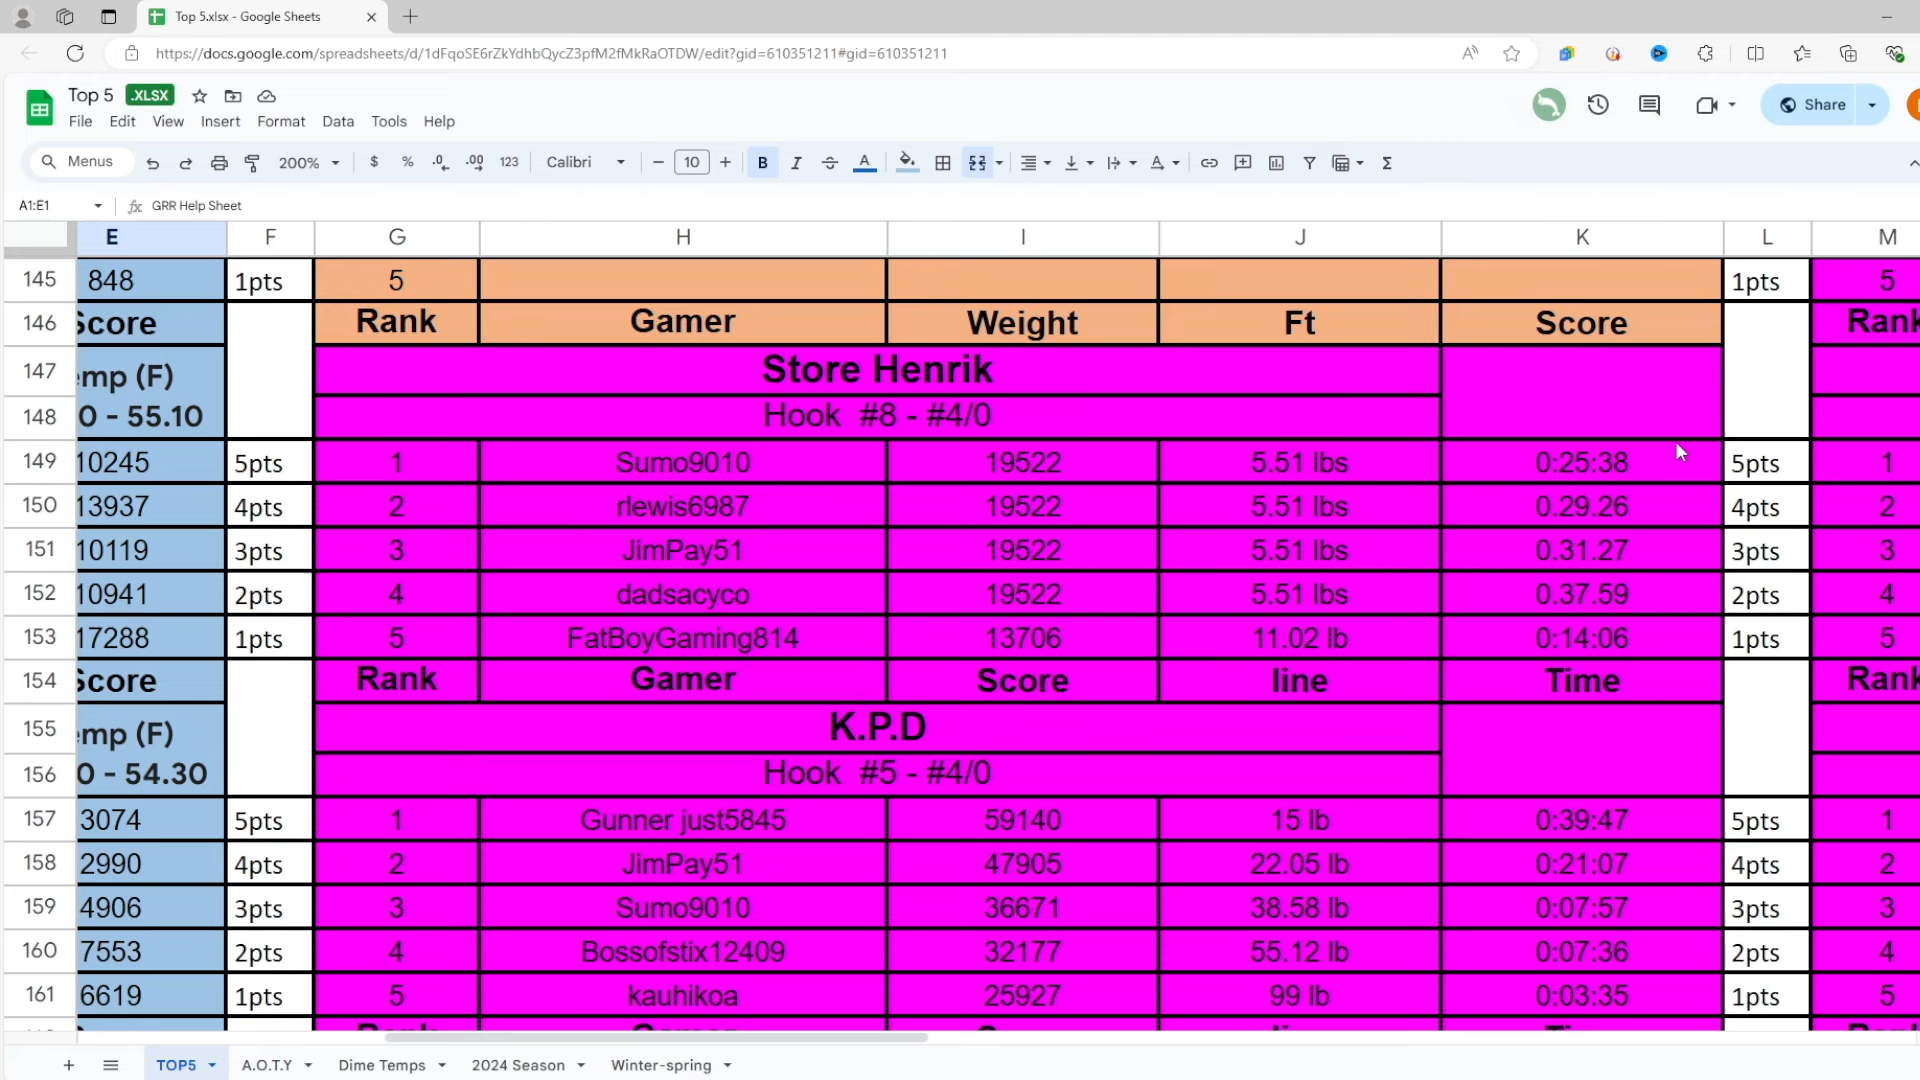 Top 5.xlsx - Google Sheets
https://docs.google.com/spreadsheets/d/1dFqoSE6rZkYdhbQycZ3pfM2fMkRaOTDW/edit?gid=610351211#gid=610351211
Top 5 .XLSX
File Edit View Insert Format Data Tools Help
Share
Menus 200% $ % .0 .00 123 Calibri 10 B I A
A1:E1 fx GRR Help Sheet
E F G H I J K L M
145 848 1pts 5 1pts 5
146 Score Rank Gamer Weight Ft Score Rank
147 emp (F) Store Henrik
148 0 - 55.10 Hook #8 - #4/0
149 10245 5pts 1 Sumo9010 19522 5.51 lbs 0:25:38 5pts 1
150 13937 4pts 2 rlewis6987 19522 5.51 lbs 0.29.26 4pts 2
151 10119 3pts 3 JimPay51 19522 5.51 lbs 0.31.27 3pts 3
152 10941 2pts 4 dadsacyco 19522 5.51 lbs 0.37.59 2pts 4
153 17288 1pts 5 FatBoyGaming814 13706 11.02 lb 0:14:06 1pts 5
154 Score Rank Gamer Score line Time Rank
155 emp (F) K.P.D
156 0 - 54.30 Hook #5 - #4/0
157 3074 5pts 1 Gunner just5845 59140 15 lb 0:39:47 5pts 1
158 2990 4pts 2 JimPay51 47905 22.05 lb 0:21:07 4pts 2
159 4906 3pts 3 Sumo9010 36671 38.58 lb 0:07:57 3pts 3
160 7553 2pts 4 Bossofstix12409 32177 55.12 lb 0:07:36 2pts 4
161 6619 1pts 5 kauhikoa 25927 99 lb 0:03:35 1pts 5
TOP5 A.O.T.Y Dime Temps 2024 Season Winter-spring